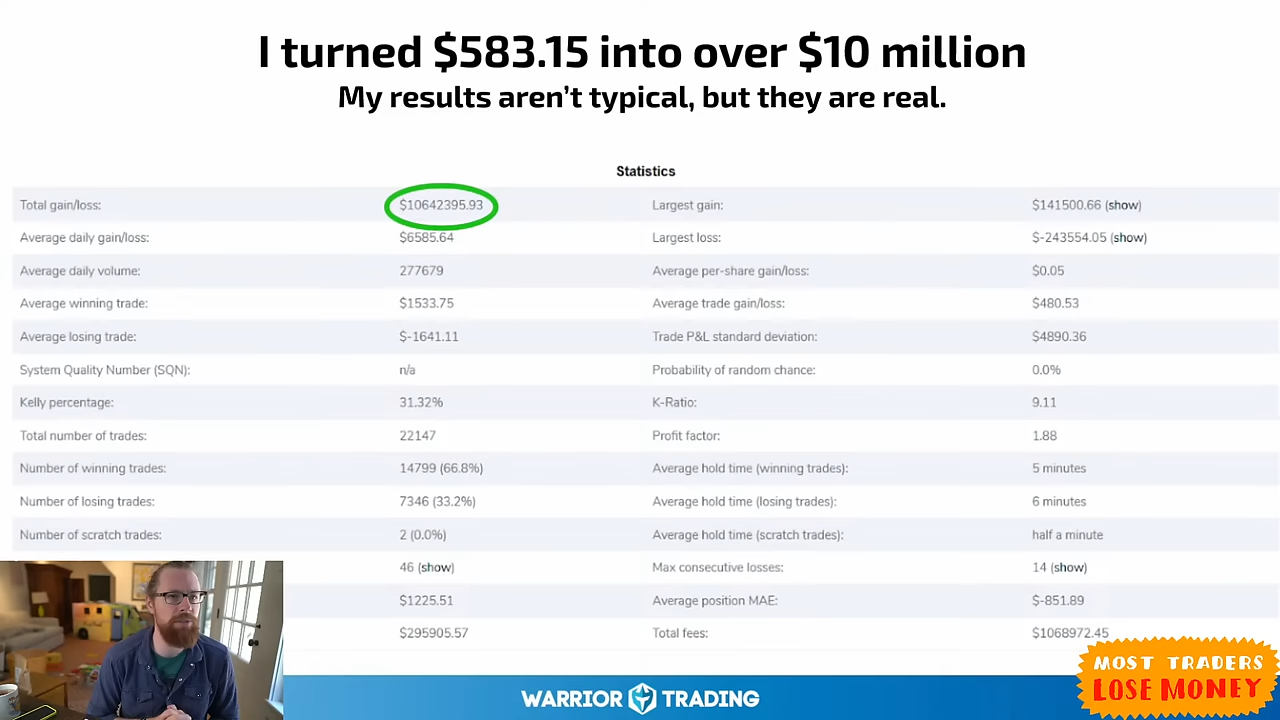 I turned $583.15 into over $10 million
My results aren't typical, but they are real.
Statistics
Total gain/loss: $10642395.93 Largest gain: $141500.66 (show)
Average daily gain/loss: $6585.64 Largest loss: $-243554.05 (show)
Average daily volume: 277679 Average per-share gain/loss: $0.05
Average winning trade: $1533.75 Average trade gain/loss: $480.53
Average losing trade: $-1641.11 Trade P&L standard deviation: $4890.36
System Quality Number (SQN): n/a Probability of random chance: 0.0%
Kelly percentage: 31.32% K-Ratio: 9.11
Total number of trades: 22147 Profit factor: 1.88
Number of winning trades: 14799 (66.8%) Average hold time (winning trades): 5 minutes
Number of losing trades: 7346 (33.2%) Average hold time (losing trades): 6 minutes
Number of scratch trades: 2 (0.0%) Average hold time (scratch trades): half a minute
46 (show) Max consecutive losses: 14 (show)
$1225.51 Average position MAE: $-851.89
$295905.57 Total fees: $1068972.45
MOST TRADERS
LOSE MONEY
WARRIOR TRADING